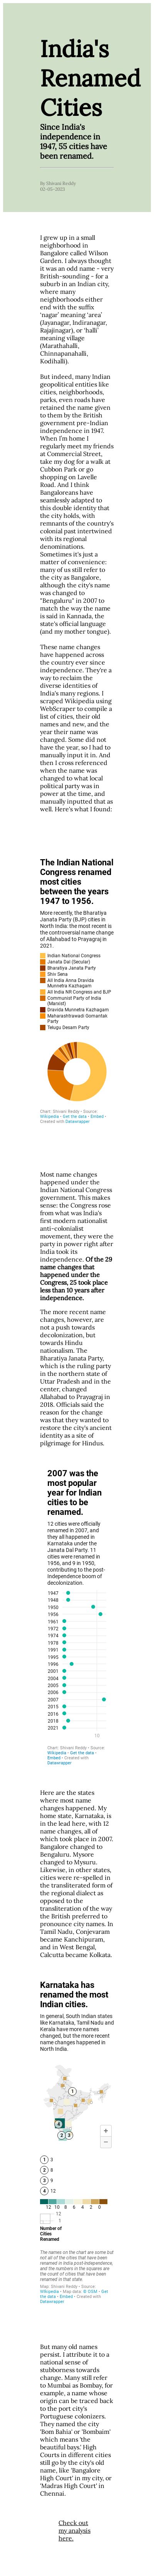 India's
Renamed
Cities
Since India's
independence in
1947, 55 cities have
been renamed.
By Shivani Reddy
02-05-2023
I grew up in a small
neighborhood in
Bangalore called Wilson
Garden. I always thought
it was an odd name - very
British-sounding - for a
suburb in an Indian city,
where many
neighborhoods either
end with the suffix
‘nagar’ meaning ‘area’
(Jayanagar, Indiranagar,
Rajajinagar), or ‘halli’
meaning village
(Marathahalli,
Chinnapanahalli,
Kodihalli).
But indeed, many Indian
geopolitical entities like
cities, neighborhoods,
parks, even roads have
retained the name given
to them by the British
government pre-Indian
independence in 1947.
When I’m home I
regularly meet my friends
at Commercial Street,
take my dog for a walk at
Cubbon Park or go
shopping on Lavelle
Road. And I think
Bangaloreans have
seamlessly adapted to
this dual identity that
the city holds, with
remnants of the country's
colonial past intertwined
with its regional
denominations.
Sometimes it's just a
matter of convenience:
many of us still refer to
the city as Bangalore,
although the city's name
was changed to
"Bengaluru" in 2007 to
match the way the name
is said in Kannada, the
state's official language
(and my mother tongue).
These name changes
have happened across
the country ever since
independence. They're a
way to reclaim the
diverse identities of
India's many regions. I
scraped Wikipedia using
WebScraper to compile a
list of cities, their old
names and new, and the
year their name was
changed. Some did not
have the year, so I had to
manually input it in. And
then I cross referenced
when the name was
changed to what local
political party was in
power at the time, and
manually inputted that as
well. Here's what I found:
The Indian National
Congress renamed
most cities
between the years
1947 to 1956.
More recently, the Bharatiya
Janata Party (BJP) cities in
North India: the most recent is
the controversial name change
of Allahabad to Prayagraj in
2021.
Indian National Congress
Janata Dal (Secular)
Bharatiya Janata Party
Shiv Sena
All India Anna Dravida
Munnetra Kazhagam
All India NR Congress and BJP
Communist Party of India
(Marxist)
Dravida Munnetra Kazhagam
Maharashtrawadi Gomantak
Party
Telugu Desam Party
Chart: Shivani Reddy • Source:
Wikipedia • Get the data • Embed •
Created with Datawrapper
Most name changes
happened under the
Indian National Congress
government. This makes
sense: the Congress rose
from what was India's
first modern nationalist
anti-colonialist
movement, they were the
party in power right after
India took its
independence. Of the 29
name changes that
happened under the
Congress, 25 took place
less than 10 years after
independence.
The more recent name
changes, however, are
not a push towards
decolonization, but
towards Hindu
nationalism. The
Bharatiya Janata Party,
which is the ruling party
in the northern state of
Uttar Pradesh and in the
center, changed
Allahabad to Prayagraj in
2018. Officials said the
reason for the change
was that they wanted to
restore the city's ancient
identity as a site of
pilgrimage for Hindus.
2007 was the
most popular
year for Indian
cities to be
renamed.
12 cities were officially
renamed in 2007, and
they all happened in
Karnataka under the
Janata Dal Party. 11
cities were renamed in
1956, and 9 in 1950,
contributing to the post-
Independence boom of
decolonization.
1947
1948
1950
1956
1961
1972
1974
1978
1991
1995
1996
2001
2004
2005
2006
2007
2015
2016
2018
2021
10
Chart: Shivani Reddy • Source:
Wikipedia • Get the data •
Embed • Created with
Datawrapper
Here are the states
where most name
changes happened. My
home state, Karnataka, is
in the lead here, with 12
name changes, all of
which took place in 2007.
Bangalore changed to
Bengaluru. Mysore
changed to Mysuru.
Likewise, in other states,
cities were re-spelled in
the transliterated form of
the regional dialect as
opposed to the
transliteration of the way
the British preferred to
pronounce city names. In
Tamil Nadu, Conjevaram
became Kanchipuram,
and in West Bengal,
Calcutta became Kolkata.
Karnataka has
renamed the most
Indian cities.
In general, South Indian states
like Karnataka, Tamil Nadu and
Kerala have more names
changed, but the more recent
name changes happened in
North India.
1
4
2 3
+
−
1 3
2 8
3 9
4 12
12 10 8 6 4 2 0
12
1
Number of
Cities
Renamed
The names on the chart are some but
not all of the cities that have been
renamed in India post independence,
and the numbers in the squares are
the count of cities that have been
renamed in that state.
Map: Shivani Reddy • Source:
Wikipedia • Map data: © OSM • Get
the data • Embed • Created with
Datawrapper
But many old names
persist. I attribute it to a
national sense of
stubbornness towards
change. Many still refer
to Mumbai as Bombay, for
example, a name whose
origin can be traced back
to the port city's
Portuguese colonizers.
They named the city
'Bom Bahia' or 'Bombaim'
which means 'the
beautiful bays.' High
Courts in different cities
still go by the city's old
name, like 'Bangalore
High Court' in my city, or
'Madras High Court' in
Chennai.
Check out
my analysis
here.